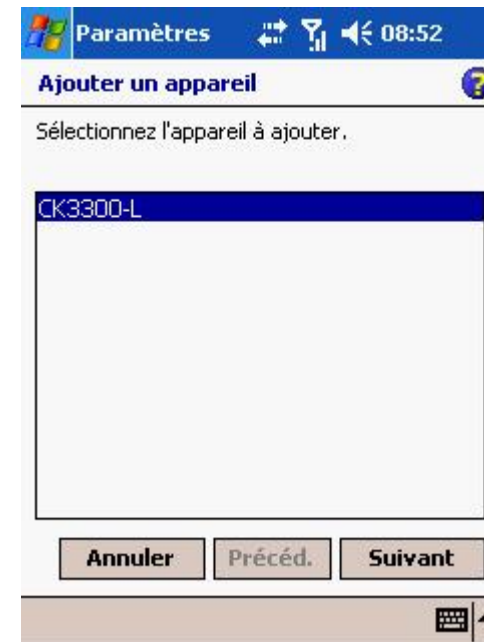 Paramètres 08:52
Ajouter un appareil ?
Sélectionnez l'appareil à ajouter.
CK3300-L
Annuler Précéd. Suivant